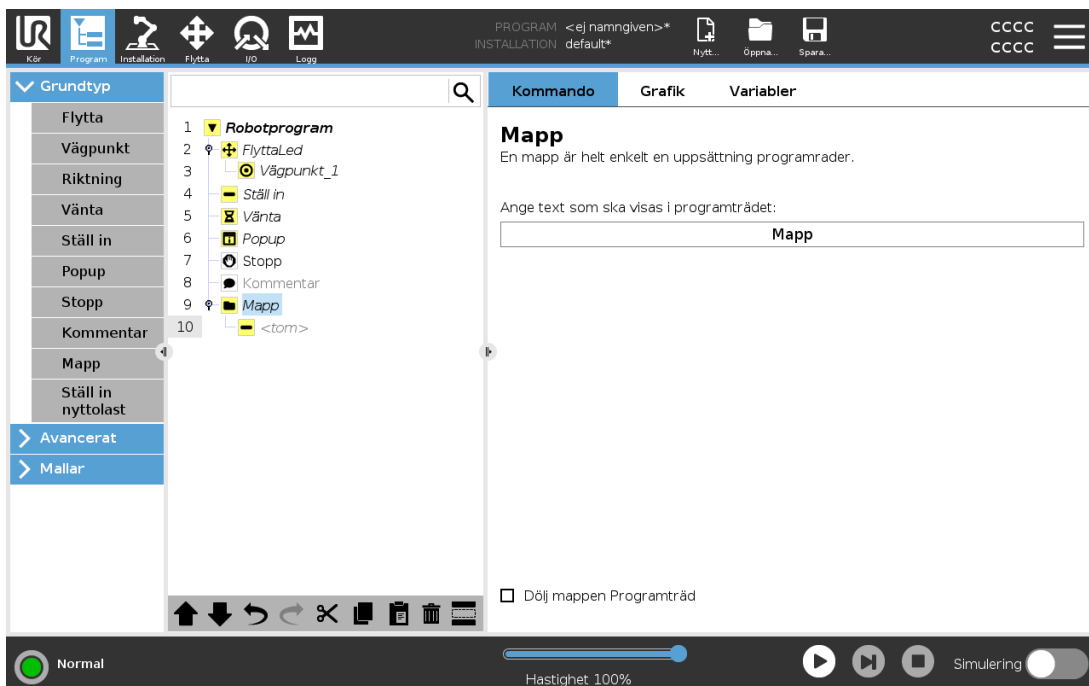 PROGRAM <ej namngiven>*
INSTALLATION default*
Kör
Program
Installation
Flytta
I/O
Logg
Nytt...
Öppna...
Spara...
CCCC
CCCC
Grundtyp
Flytta
Vägpunkt
Riktning
Vänta
Ställ in
Popup
Stopp
Kommentar
Mapp
Ställ in
nyttolast
Avancerat
Mallar
1 Robotprogram
2 FlyttaLed
3 Vägpunkt_1
4 Ställ in
5 Vänta
6 Popup
7 Stopp
8 Kommentar
9 Mapp
10 <tom>
Kommando Grafik Variabler
Mapp
En mapp är helt enkelt en uppsättning programrader.
Ange text som ska visas i programträdet:
Mapp
Dölj mappen Programträd
Normal
Hastighet 100%
Simulering